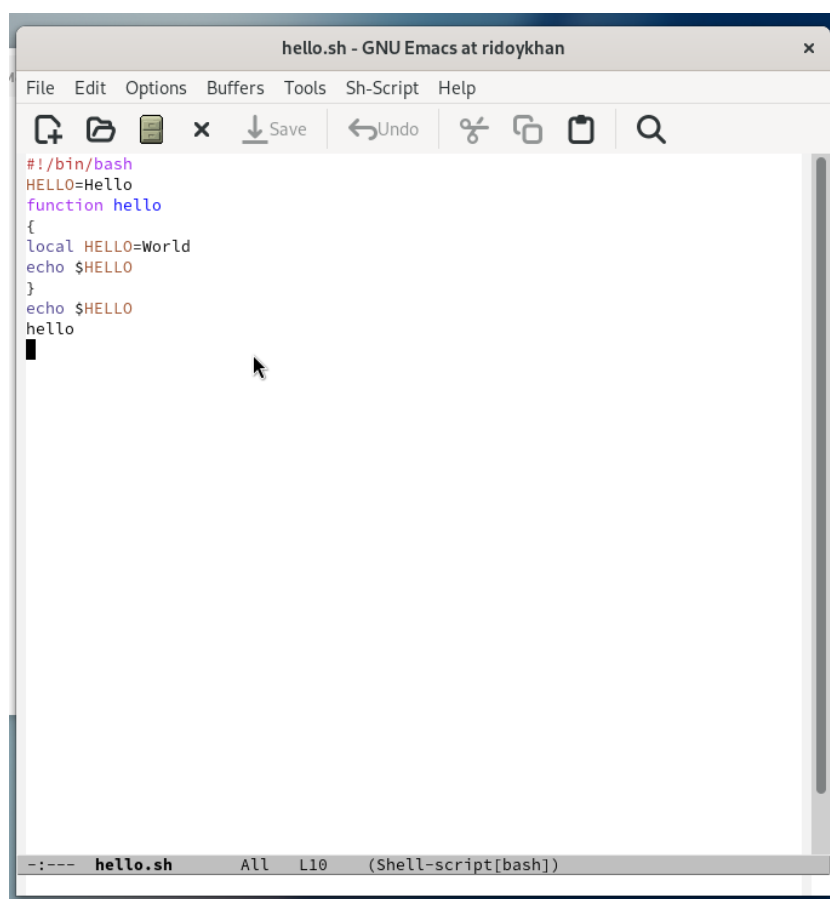 hello.sh - GNU Emacs at ridoykhan
File Edit Options Buffers Tools Sh-Script Help
Save Undo
#!/bin/bash
HELLO=Hello
function hello
{
local HELLO=World
echo $HELLO
}
echo $HELLO
hello
-:--- hello.sh All L10 (Shell-script[bash])